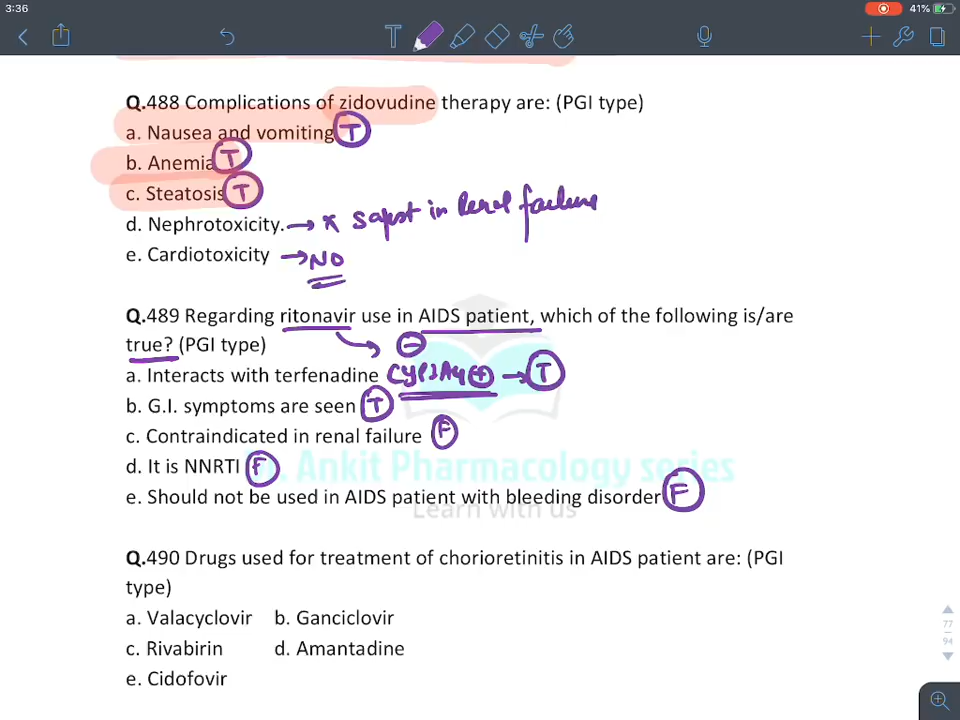 3:36
41%
Q.488 Complications of zidovudine therapy are: (PGI type)
a. Nausea and vomiting T
b. Anemia T
c. Steatosis T
d. Nephrotoxicity. → x safest in Renal failure
e. Cardiotoxicity → NO
Q.489 Regarding ritonavir use in AIDS patient, which of the following is/are
true? (PGI type)
a. Interacts with terfenadine CYP3A4 + → T
b. G.I. symptoms are seen T
c. Contraindicated in renal failure F
d. It is NNRTI F
Ankit Pharmacology series
e. Should not be used in AIDS patient with bleeding disorder F
Learn with us
Q.490 Drugs used for treatment of chorioretinitis in AIDS patient are: (PGI
type)
a. Valacyclovir b. Ganciclovir
c. Rivabirin d. Amantadine
e. Cidofovir
77
94